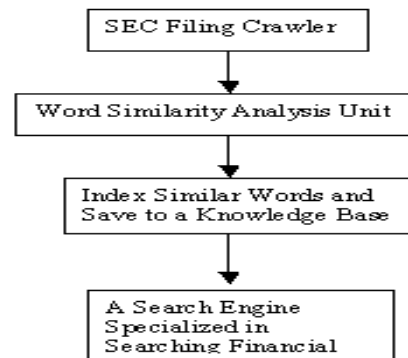 SEC Filing Crawler
Word Similarity Analysis Unit
Index Similar Words and
Save to a Knowledge Base
A Search Engine
Specialized in
Searching Financial